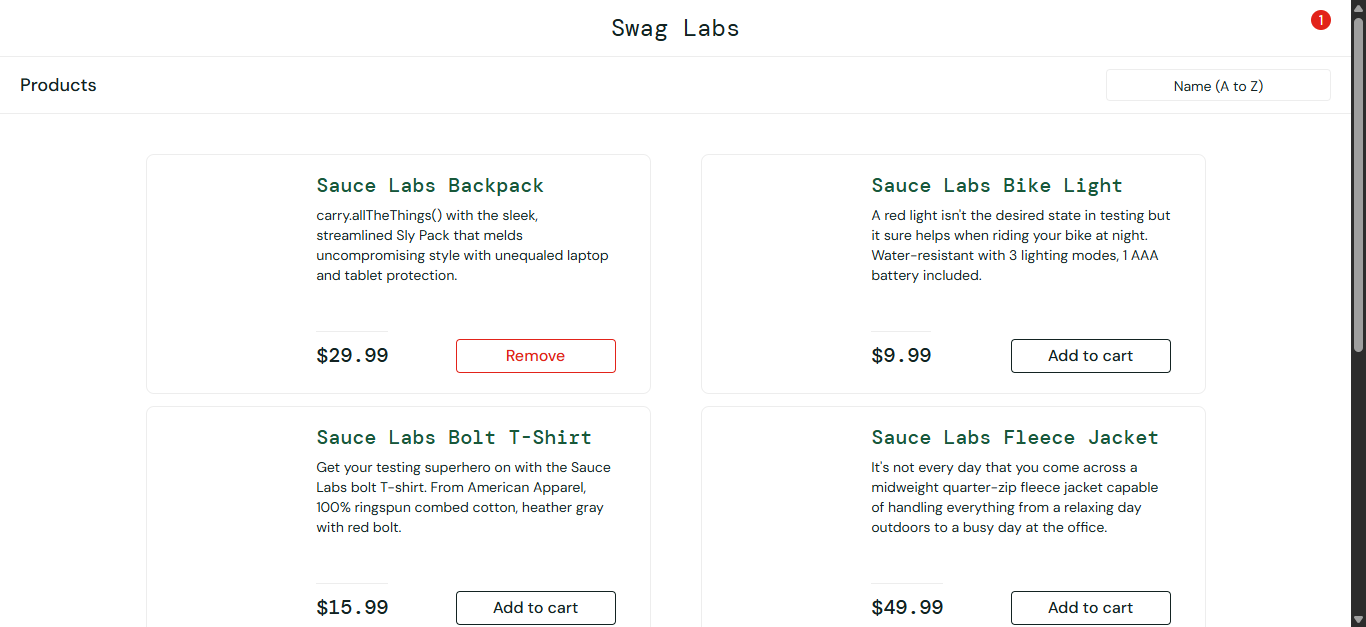 Swag Labs
1
Products
Name (A to Z)
Sauce Labs Backpack
carry.allTheThings() with the sleek,
streamlined Sly Pack that melds
uncompromising style with unequaled laptop
and tablet protection.
$29.99
Remove
Sauce Labs Bike Light
A red light isn't the desired state in testing but
it sure helps when riding your bike at night.
Water-resistant with 3 lighting modes, 1 AAA
battery included.
$9.99
Add to cart
Sauce Labs Bolt T-Shirt
Get your testing superhero on with the Sauce
Labs bolt T-shirt. From American Apparel,
100% ringspun combed cotton, heather gray
with red bolt.
$15.99
Add to cart
Sauce Labs Fleece Jacket
It's not every day that you come across a
midweight quarter-zip fleece jacket capable
of handling everything from a relaxing day
outdoors to a busy day at the office.
$49.99
Add to cart